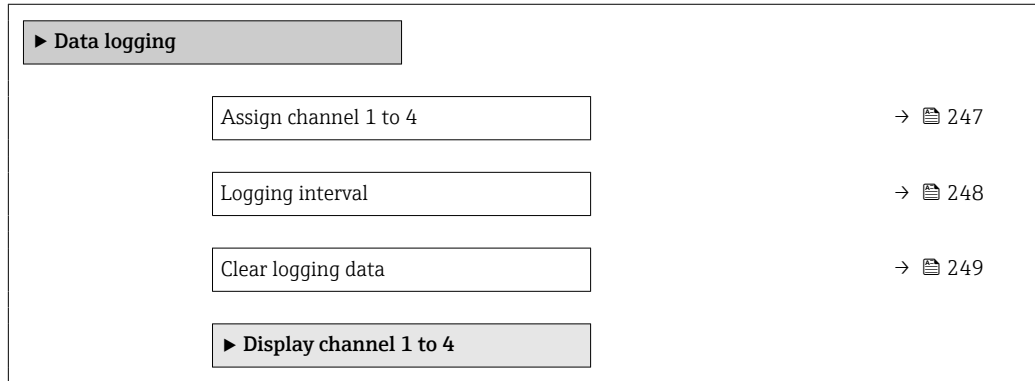 ▶ Data logging
Assign channel 1 to 4 → 247
Logging interval → 248
Clear logging data → 249
▶ Display channel 1 to 4